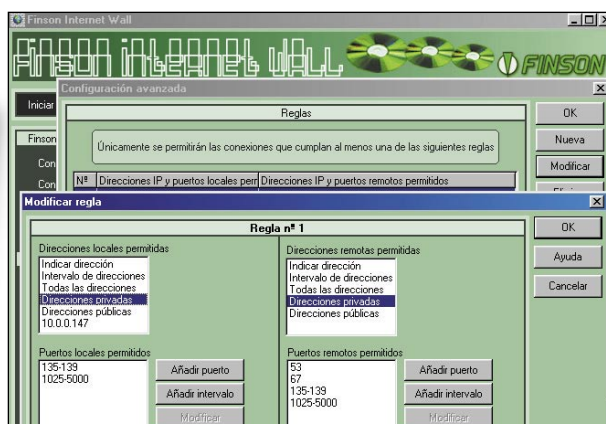 Finson Internet Wall
Finson internet wall
FINSON
Configuración avanzada
Iniciar
Reglas
OK
Finson
Únicamente se permitirán las conexiones que cumplan al menos una de las siguientes reglas
Nueva
Con
Modificar
Con
Nº Direcciones IP y puertos locales perr Direcciones IP y puertos remotos permitidos
Modificar regla
Regla nº 1
OK
Direcciones locales permitidas
Indicar dirección
Intervalo de direcciones
Todas las direcciones
Direcciones privadas
Direcciones públicas
10.0.0.147
Direcciones remotas permitidas
Indicar dirección
Intervalo de direcciones
Todas las direcciones
Direcciones privadas
Direcciones públicas
Ayuda
Cancelar
Puertos locales permitidos
135-139
1025-5000
Añadir puerto
Añadir intervalo
Modificar
Puertos remotos permitidos
53
67
135-139
1025-5000
Añadir puerto
Añadir intervalo
Modificar